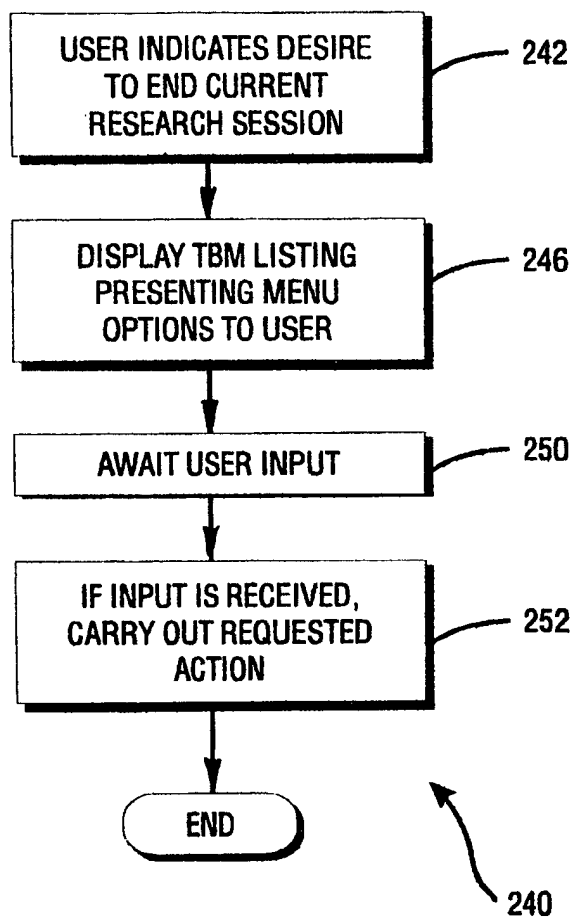 USER INDICATES DESIRE
TO END CURRENT
RESEARCH SESSION
242
DISPLAY TBM LISTING
PRESENTING MENU
OPTIONS TO USER
246
AWAIT USER INPUT
250
IF INPUT IS RECEIVED,
CARRY OUT REQUESTED
ACTION
252
END
240